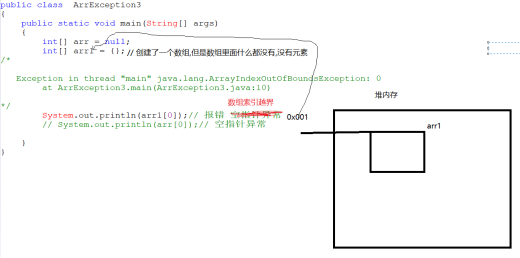 public class ArrException3
{
public static void main(String[] args)
{
int[] arr = null;
int[] arr1 = {}; // 创建了一个数组,但是数组里面什么都没有,没有元素
/*
Exception in thread "main" java.lang.ArrayIndexOutOfBoundsException: 0
at ArrException3.main(ArrException3.java:10)
数组索引越界
*/
System.out.println(arr1[0]);// 报错 空指针异常
// System.out.println(arr[0]);// 空指针异常
}
}
堆内存
0x001
arr1